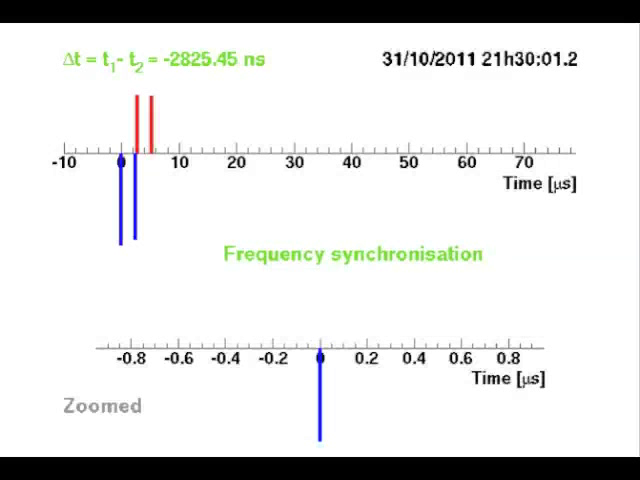 Δt = t1- t2 = -2825.45 ns
31/10/2011 21h30:01.2
-10 0 10 20 30 40 50 60 70
Time [μs]
Frequency synchronisation
-0.8 -0.6 -0.4 -0.2 0 0.2 0.4 0.6 0.8
Time [μs]
Zoomed